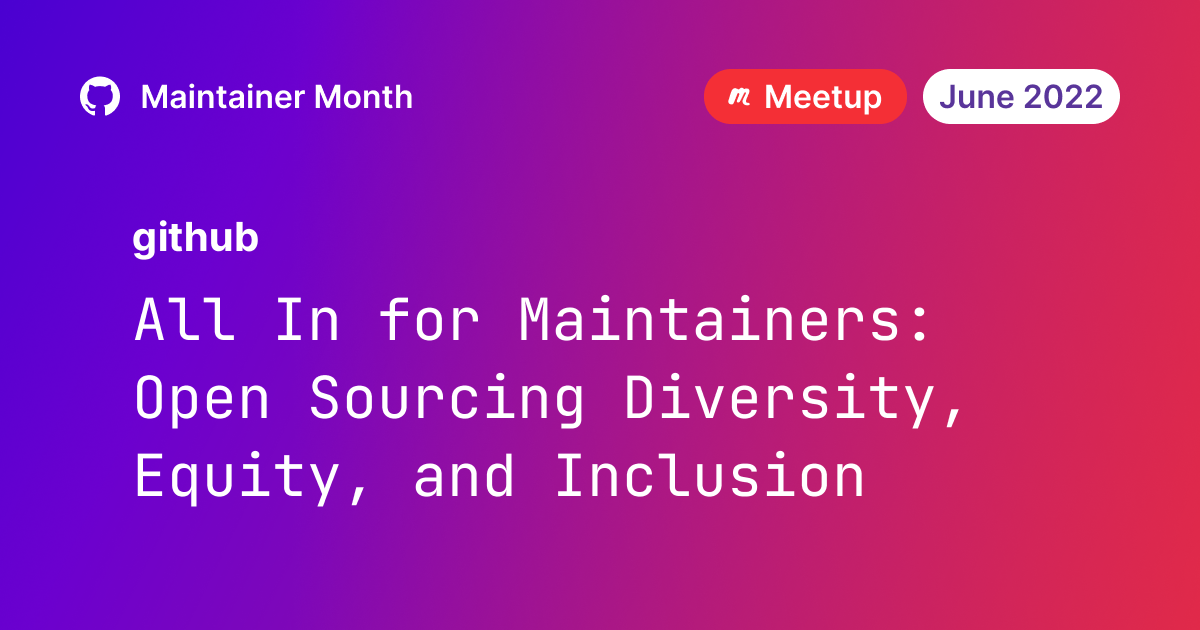 Maintainer Month
Meetup
June 2022
github
All In for Maintainers:
Open Sourcing Diversity,
Equity, and Inclusion